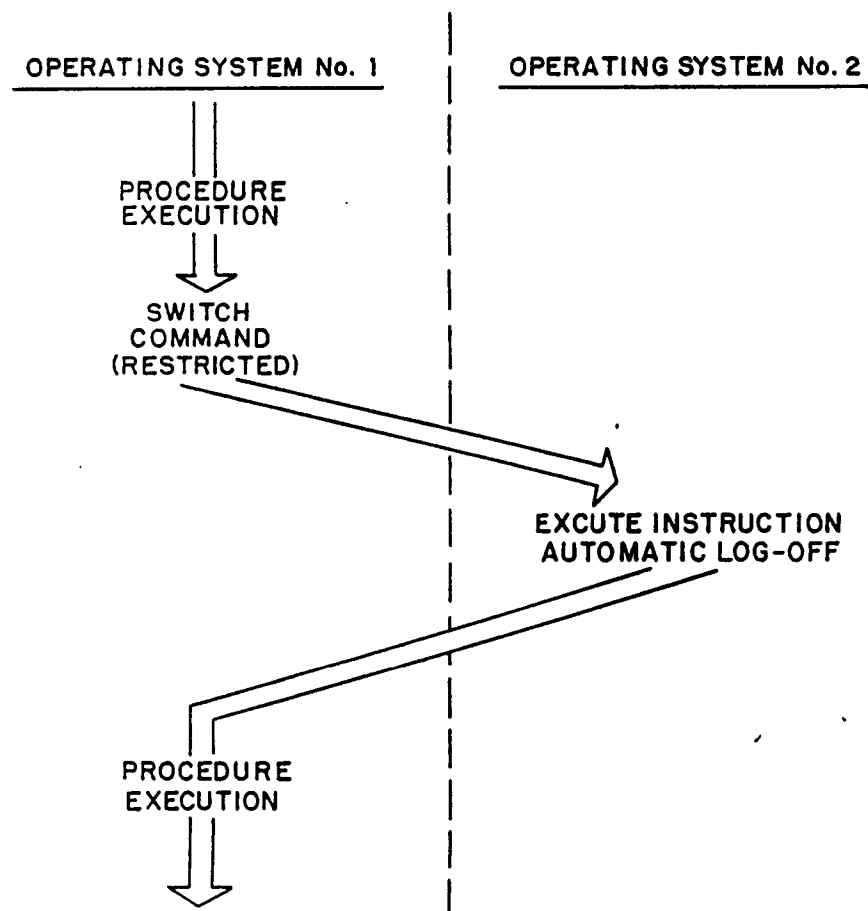 OPERATING SYSTEM No. 1
OPERATING SYSTEM No. 2
PROCEDURE
EXECUTION
SWITCH
COMMAND
(RESTRICTED)
EXCUTE INSTRUCTION
AUTOMATIC LOG-OFF
PROCEDURE
EXECUTION